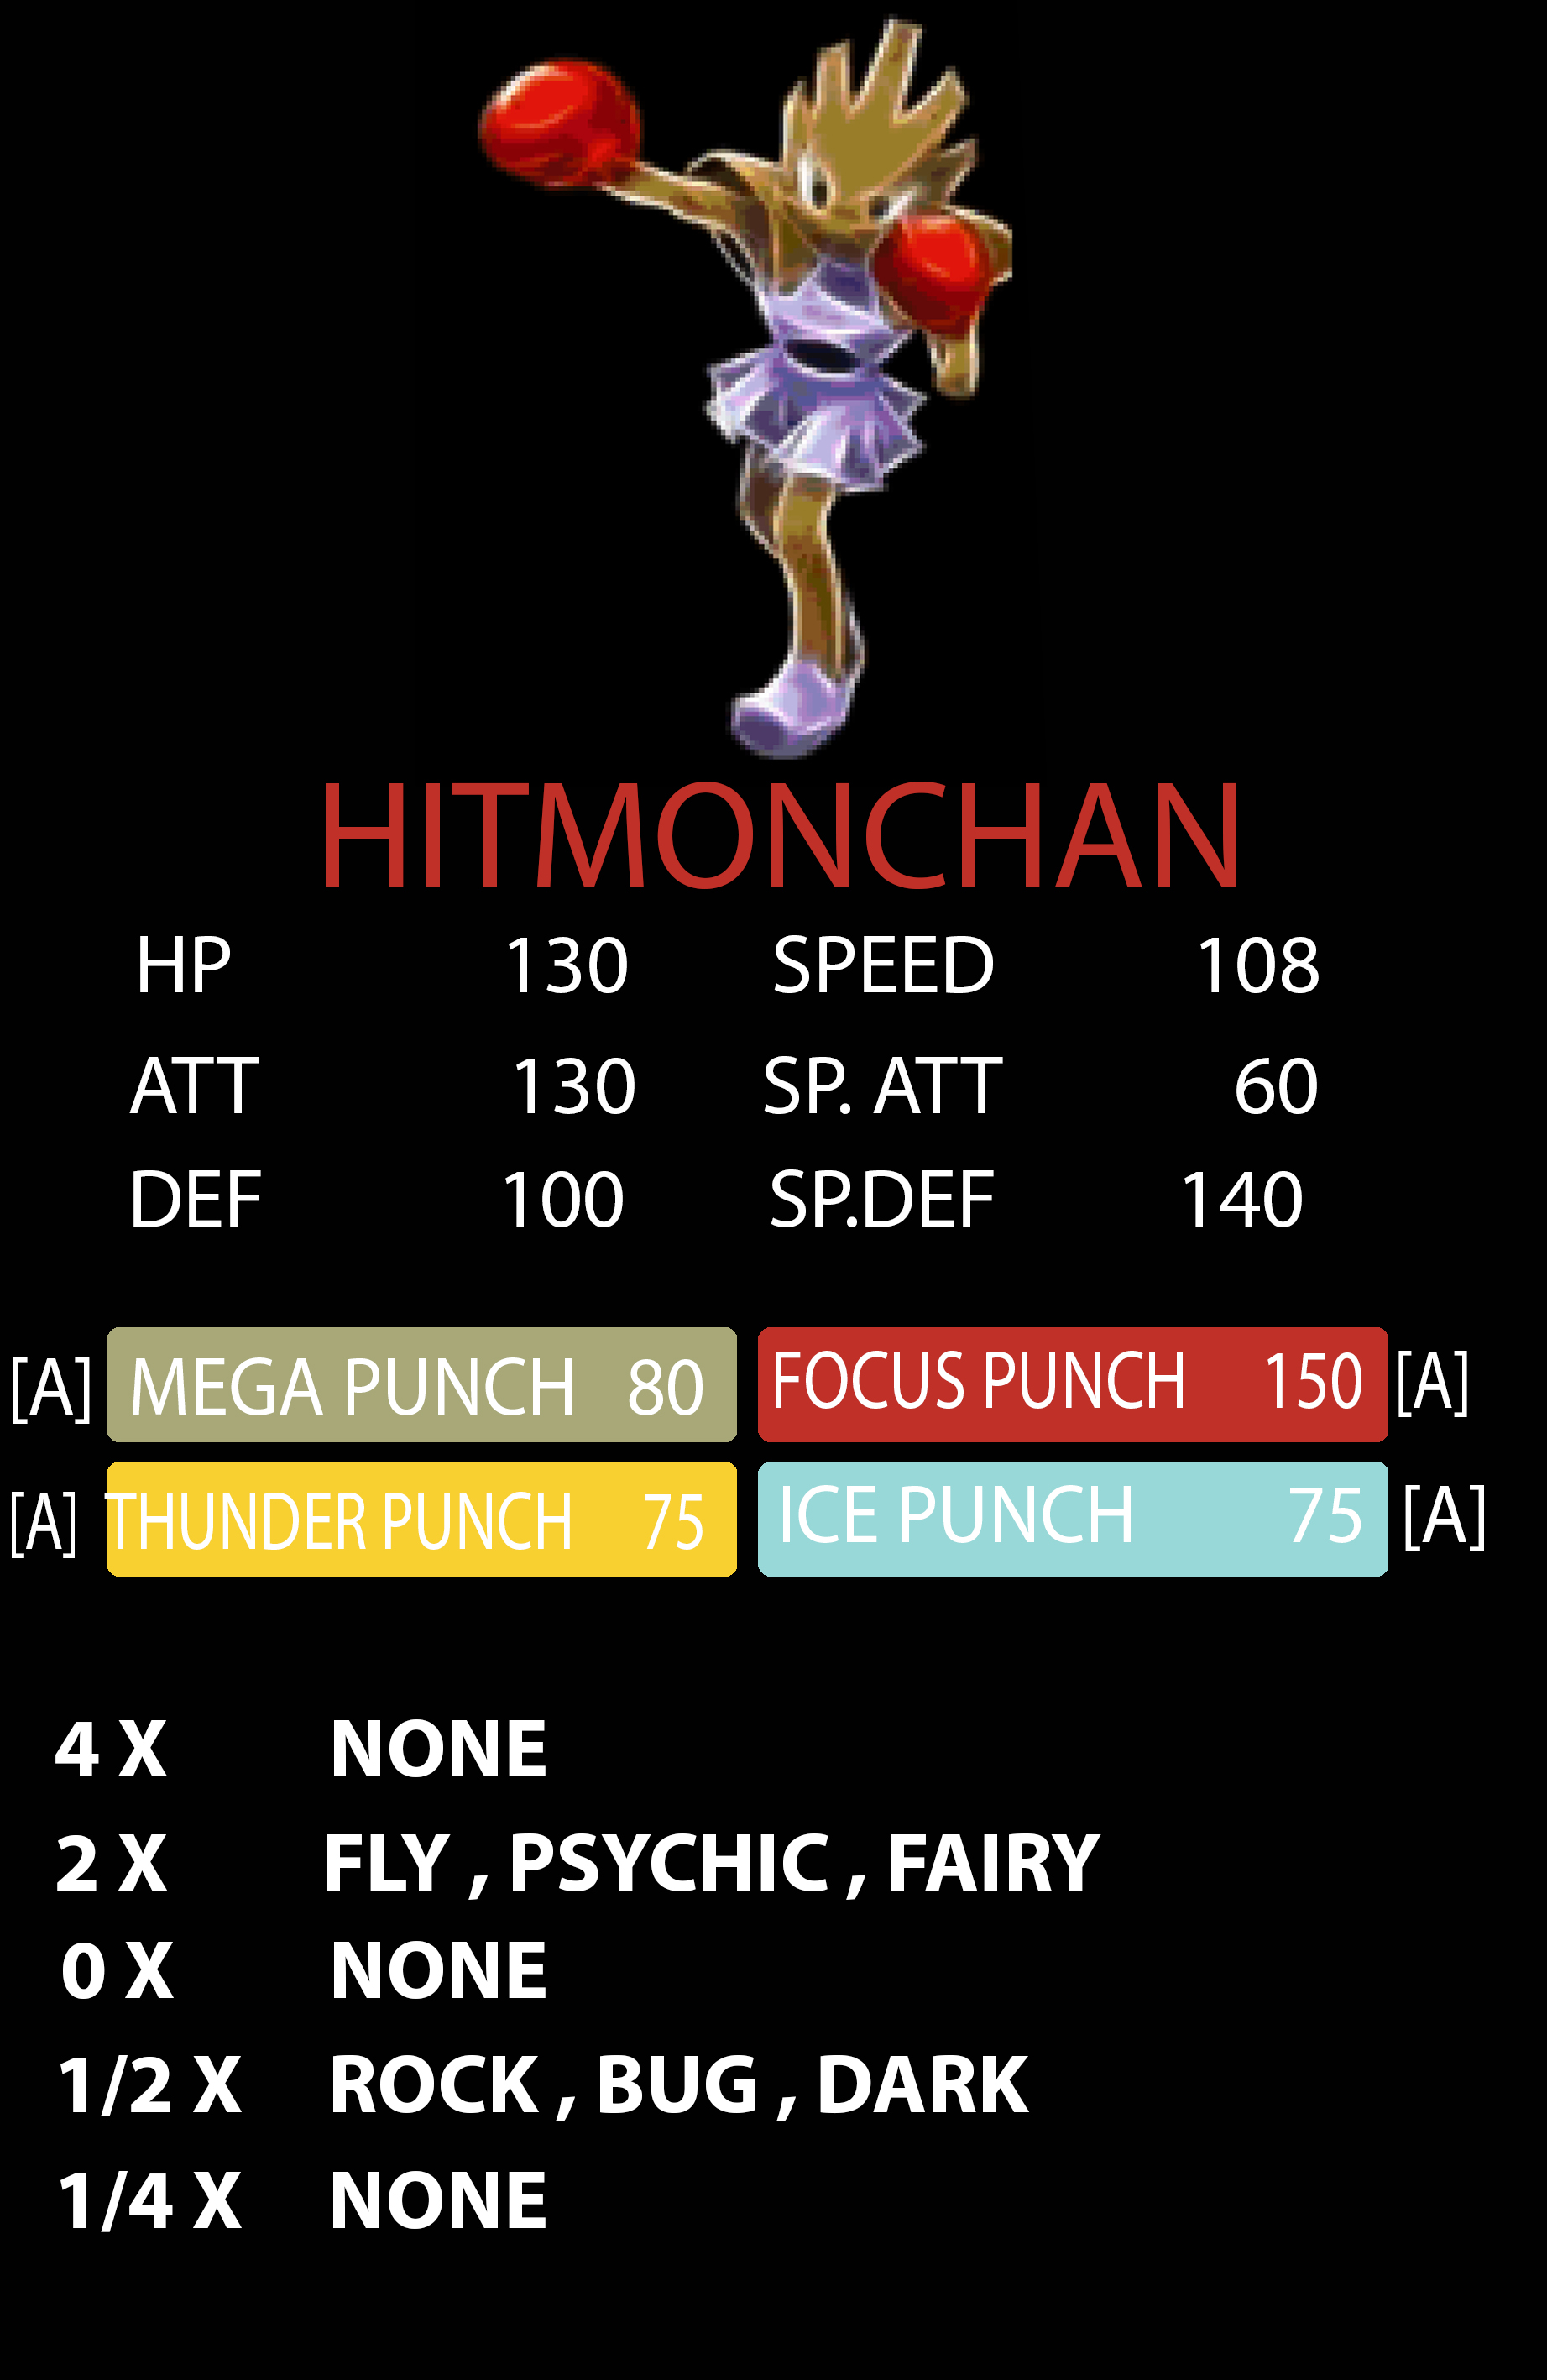 HITMONCHAN
HP 130 SPEED 108
ATT 130 SP. ATT 60
DEF 100 SP.DEF 140
[A] MEGA PUNCH 80 FOCUS PUNCH 150 [A]
[A] THUNDER PUNCH 75 ICE PUNCH 75 [A]
4 X NONE
2 X FLY , PSYCHIC , FAIRY
0 X NONE
1/2 X ROCK , BUG , DARK
1/4 X NONE